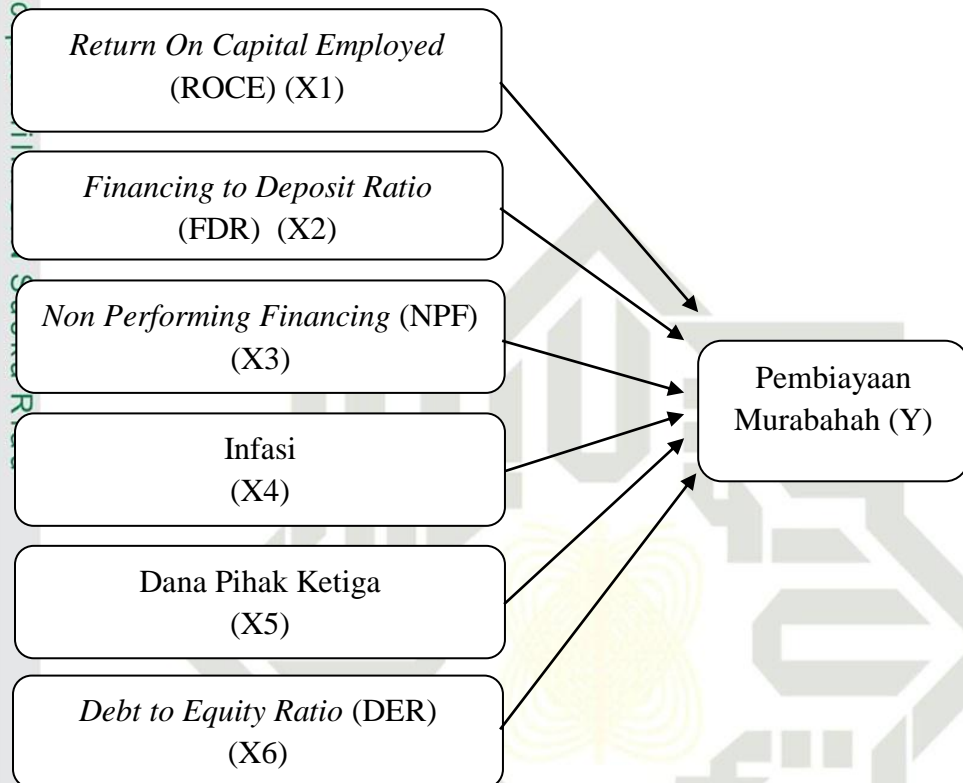 Return On Capital Employed
(ROCE) (X1)
Financing to Deposit Ratio
(FDR) (X2)
Non Performing Financing (NPF)
(X3)
Infasi
(X4)
Dana Pihak Ketiga
(X5)
Debt to Equity Ratio (DER)
(X6)
Pembiayaan
Murabahah (Y)